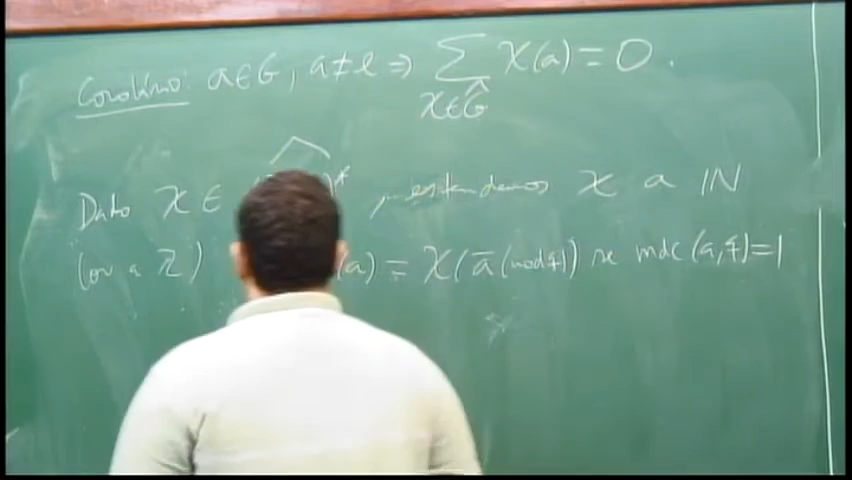 Corolário: a∈G, a≠e ⇒ ∑ χ(a) = 0.
χ∈Ĝ
Dado χ ∈ )* , estendemos χ a ℕ
(ou a ℤ) (a) = χ(ā (mod q)) se mdc(a,q)=1